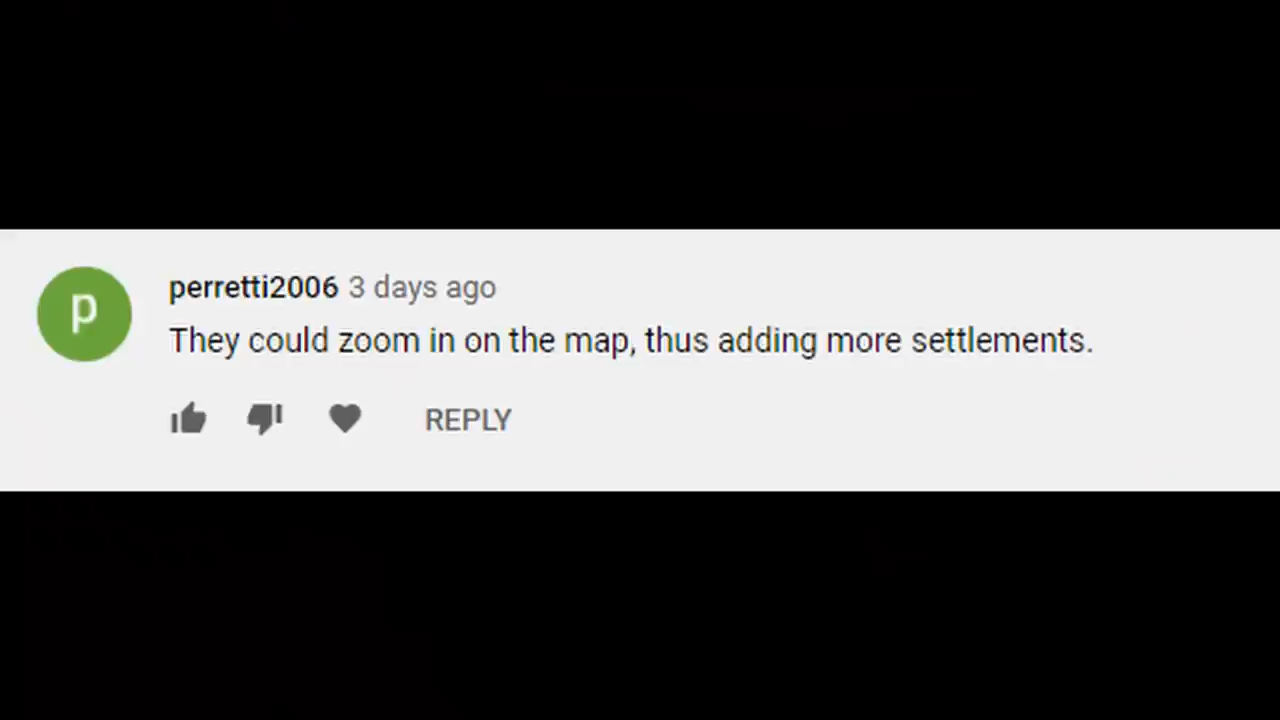 p
perretti2006 3 days ago
They could zoom in on the map, thus adding more settlements.
REPLY